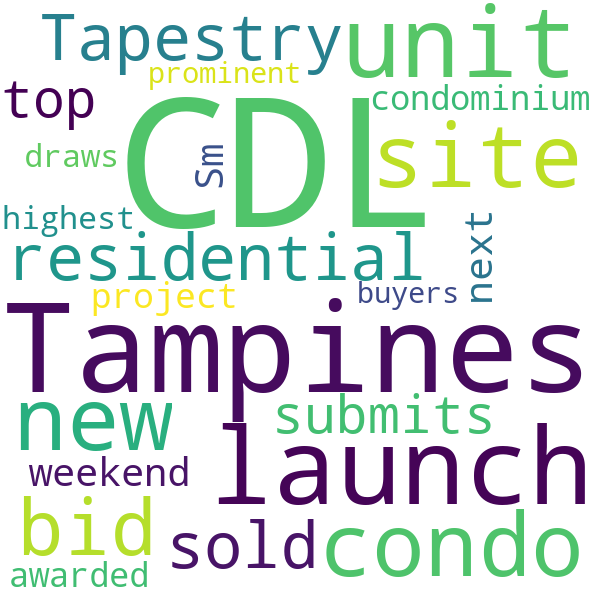 Tapestry unit
prominent
top condominium
CDL
site
draws Sm
highest next
residential
project buyers
Tampines
new submits
launch
weekend
bid sold condo
awarded